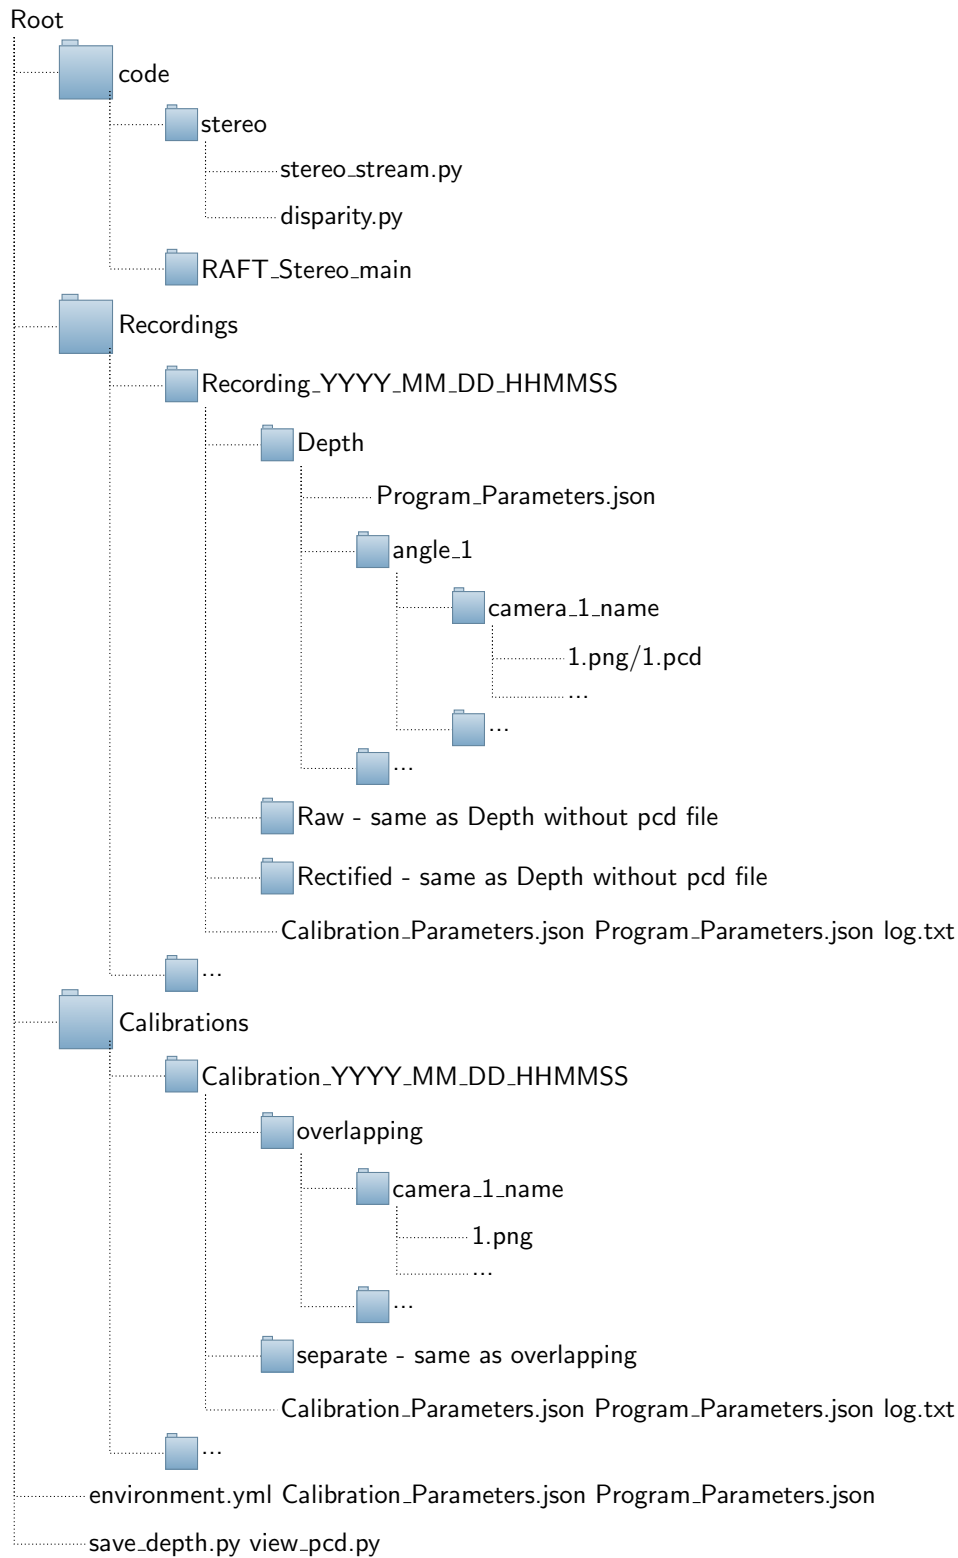 Root
code
stereo
stereo_stream.py
disparity.py
RAFT_Stereo_main
Recordings
Recording_YYYY_MM_DD_HHMMSS
Depth
Program_Parameters.json
angle_1
camera_1_name
1.png/1.pcd
...
...
...
Raw - same as Depth without pcd file
Rectified - same as Depth without pcd file
Calibration_Parameters.json Program_Parameters.json log.txt
...
Calibrations
Calibration_YYYY_MM_DD_HHMMSS
overlapping
camera_1_name
1.png
...
...
separate - same as overlapping
Calibration_Parameters.json Program_Parameters.json log.txt
...
environment.yml Calibration_Parameters.json Program_Parameters.json
save_depth.py view_pcd.py